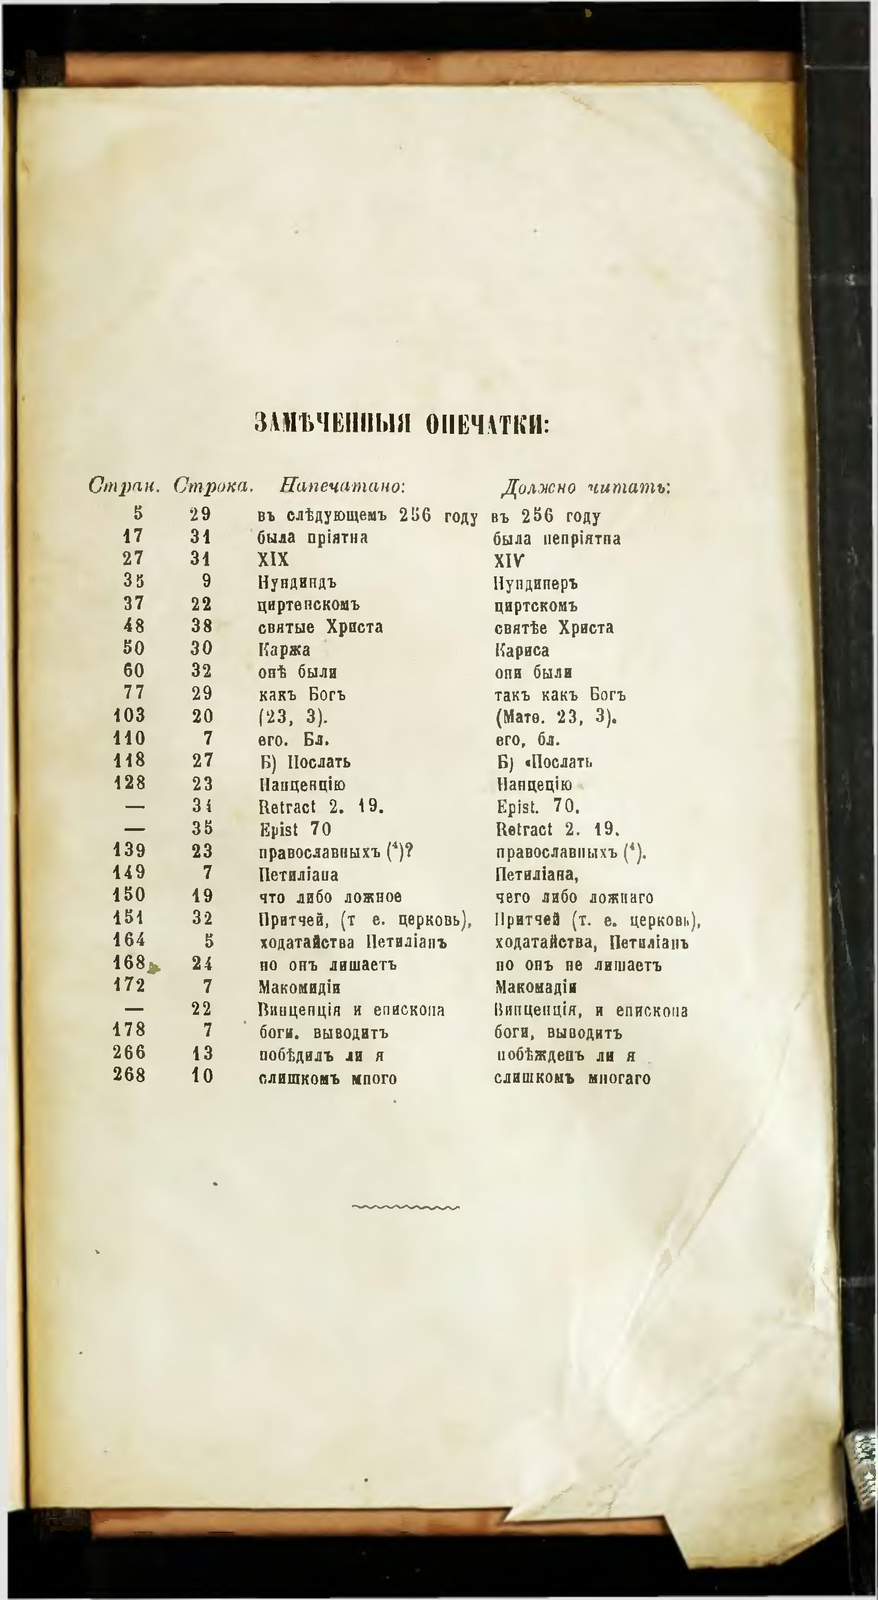 ЗАМѢЧЕННЫЯ ОПЕЧАТКИ:
Стран. Строка. Напечатано: Должно читать:
5 29 въ слѣдующемъ 256 году въ 256 году
17 31 была пріятна была непріятна
27 31 XIX XIV
35 9 Нундиндъ Нундинеръ
37 22 циртенскомъ циртскомъ
48 38 святые Христа святѣе Христа
50 30 Каржа Кариса
60 32 онѣ были они были
77 29 какъ Богъ такъ какъ Богъ
103 20 (23, 3). (Матѳ. 23, 3).
110 7 его. Бл. его, бл.
118 27 Б) Послать Б) «Послать
128 23 Нанценцію Нанцецію
— 34 Retract 2. 19. Epist. 70.
— 35 Epist 70 Retract 2. 19.
139 23 православныхъ (⁴)? православныхъ (⁴).
149 7 Петиліана Петиліана,
150 19 что либо ложное чего либо ложнаго
151 32 Притчей, (т е. церковь), Притчей (т. е. церковь),
164 5 ходатайства Петиліанъ ходатайства, Петиліанъ
168 24 но онъ лишаетъ но онъ не лишаетъ
172 7 Макомидіи Макомадіи
— 22 Винценція и епископа Винценція, и епископа
178 7 боги. выводитъ боги, выводитъ
266 13 побѣдилъ ли я побѣжденъ ли я
268 10 слишкомъ много слишкомъ многаго